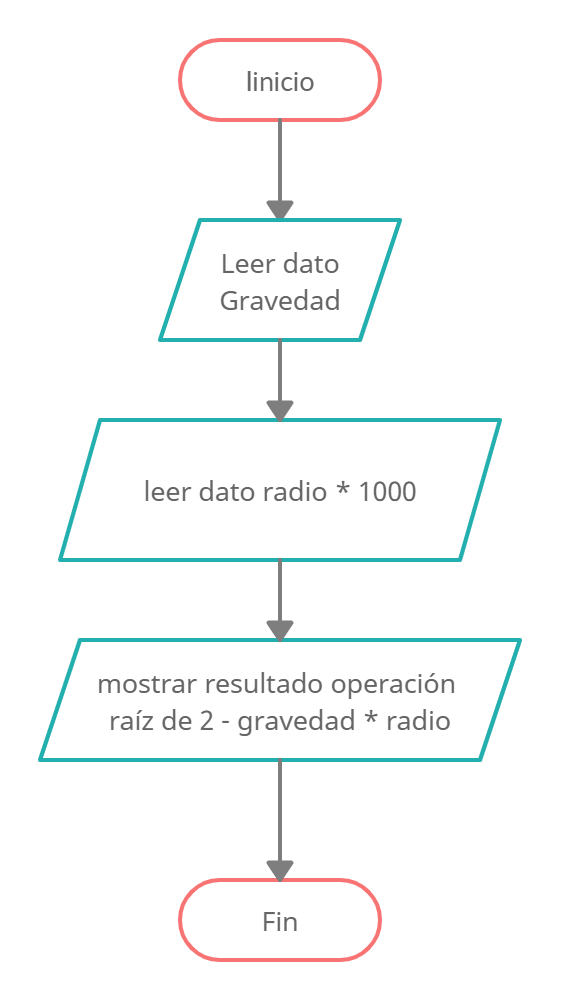 Iinicio
Leer dato
Gravedad
leer dato radio * 1000
mostrar resultado operación
raíz de 2 - gravedad * radio
Fin